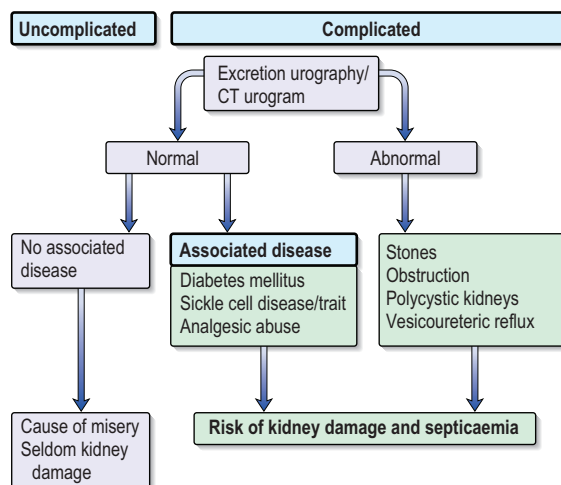 Uncomplicated
Complicated
Excretion urography/
CT urogram
Normal
Abnormal
No associated
disease
Associated disease
Diabetes mellitus
Sickle cell disease/trait
Analgesic abuse
Stones
Obstruction
Polycystic kidneys
Vesicoureteric reflux
Cause of misery
Seldom kidney
damage
Risk of kidney damage and septicaemia